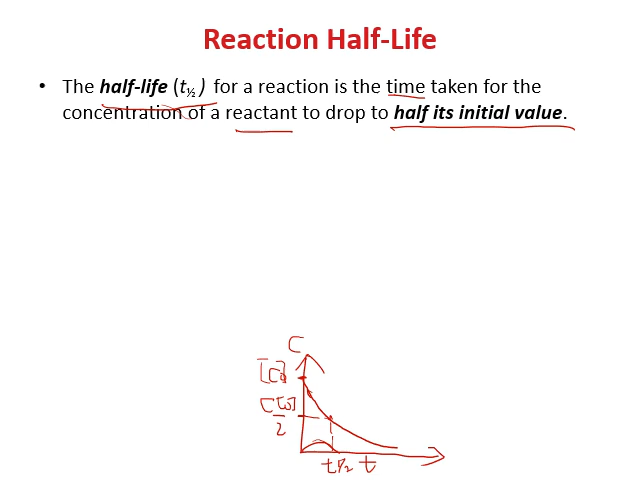 Reaction Half-Life
• The half-life (t½) for a reaction is the time taken for the
concentration of a reactant to drop to half its initial value.
C
[C₀]
2
t½ t